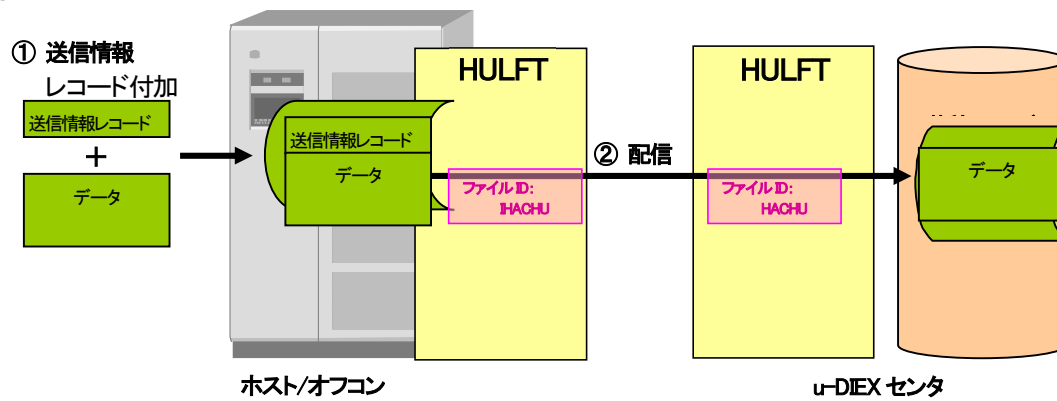 ① 送信情報
レコード付加
送信情報レコード
＋
データ
送信情報レコード
データ
HULFT
ファイルID:
IHACHU
② 配信
HULFT
ファイルID:
HACHU
データ
ホスト/オフコン
u-DIEX センタ